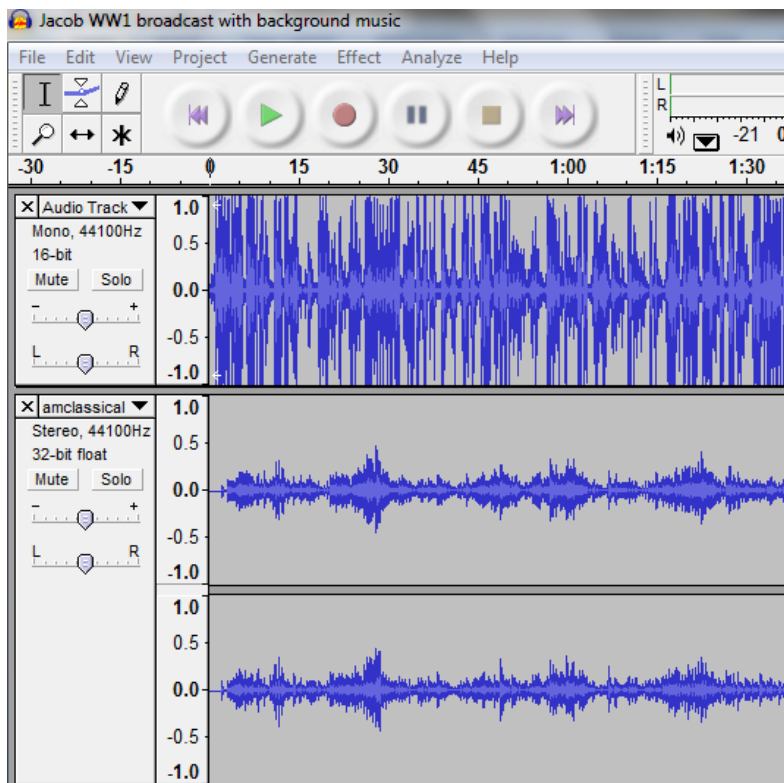 Jacob WW1 broadcast with background music
File Edit View Project Generate Effect Analyze Help
L
R
-21 0
-30 -15 0 15 30 45 1:00 1:15 1:30
X Audio Track
Mono, 44100Hz
16-bit
Mute Solo
- +
L R
1.0
0.5
0.0
-0.5
-1.0
X amclassical
Stereo, 44100Hz
32-bit float
Mute Solo
- +
L R
1.0
0.5
0.0
-0.5
-1.0
1.0
0.5
0.0
-0.5
-1.0